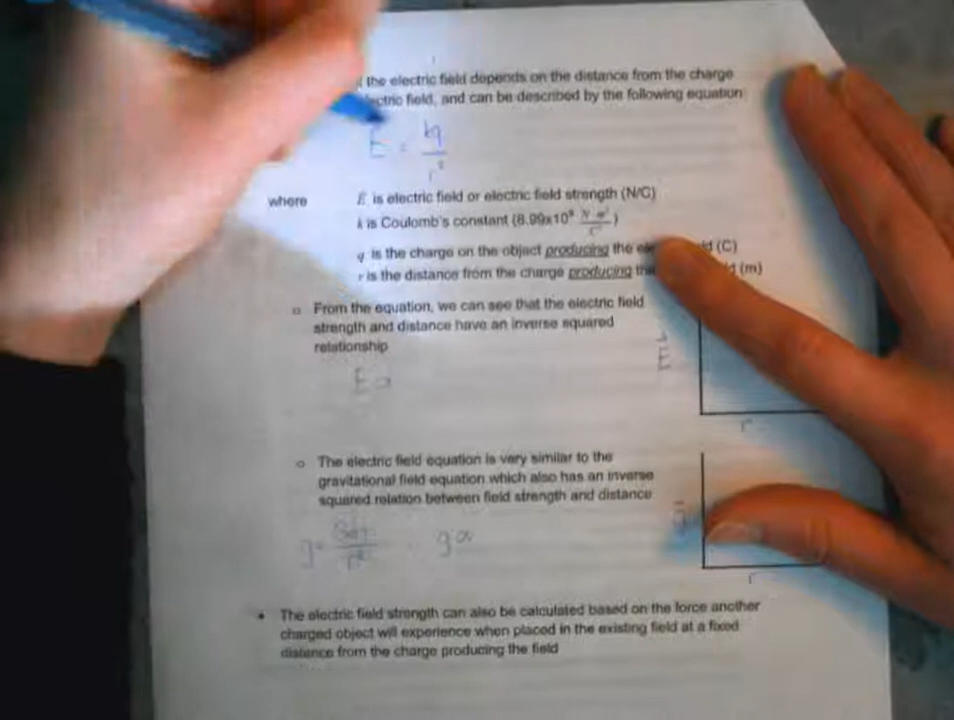 the electric field depends on the distance from the charge
electric field, and can be described by the following equation
E = kq
r²
where
E is electric field or electric field strength (N/C)
k is Coulomb's constant (8.99x10⁹ N·m²/C²)
q is the charge on the object producing the (C)
r is the distance from the charge producing the (m)
o From the equation, we can see that the electric field
strength and distance have an inverse squared
relationship
E
r
E α
o The electric field equation is very similar to the
gravitational field equation which also has an inverse
squared relation between field strength and distance
g
r
g = r² g α
• The electric field strength can also be calculated based on the force another
charged object will experience when placed in the existing field at a fixed
distance from the charge producing the field